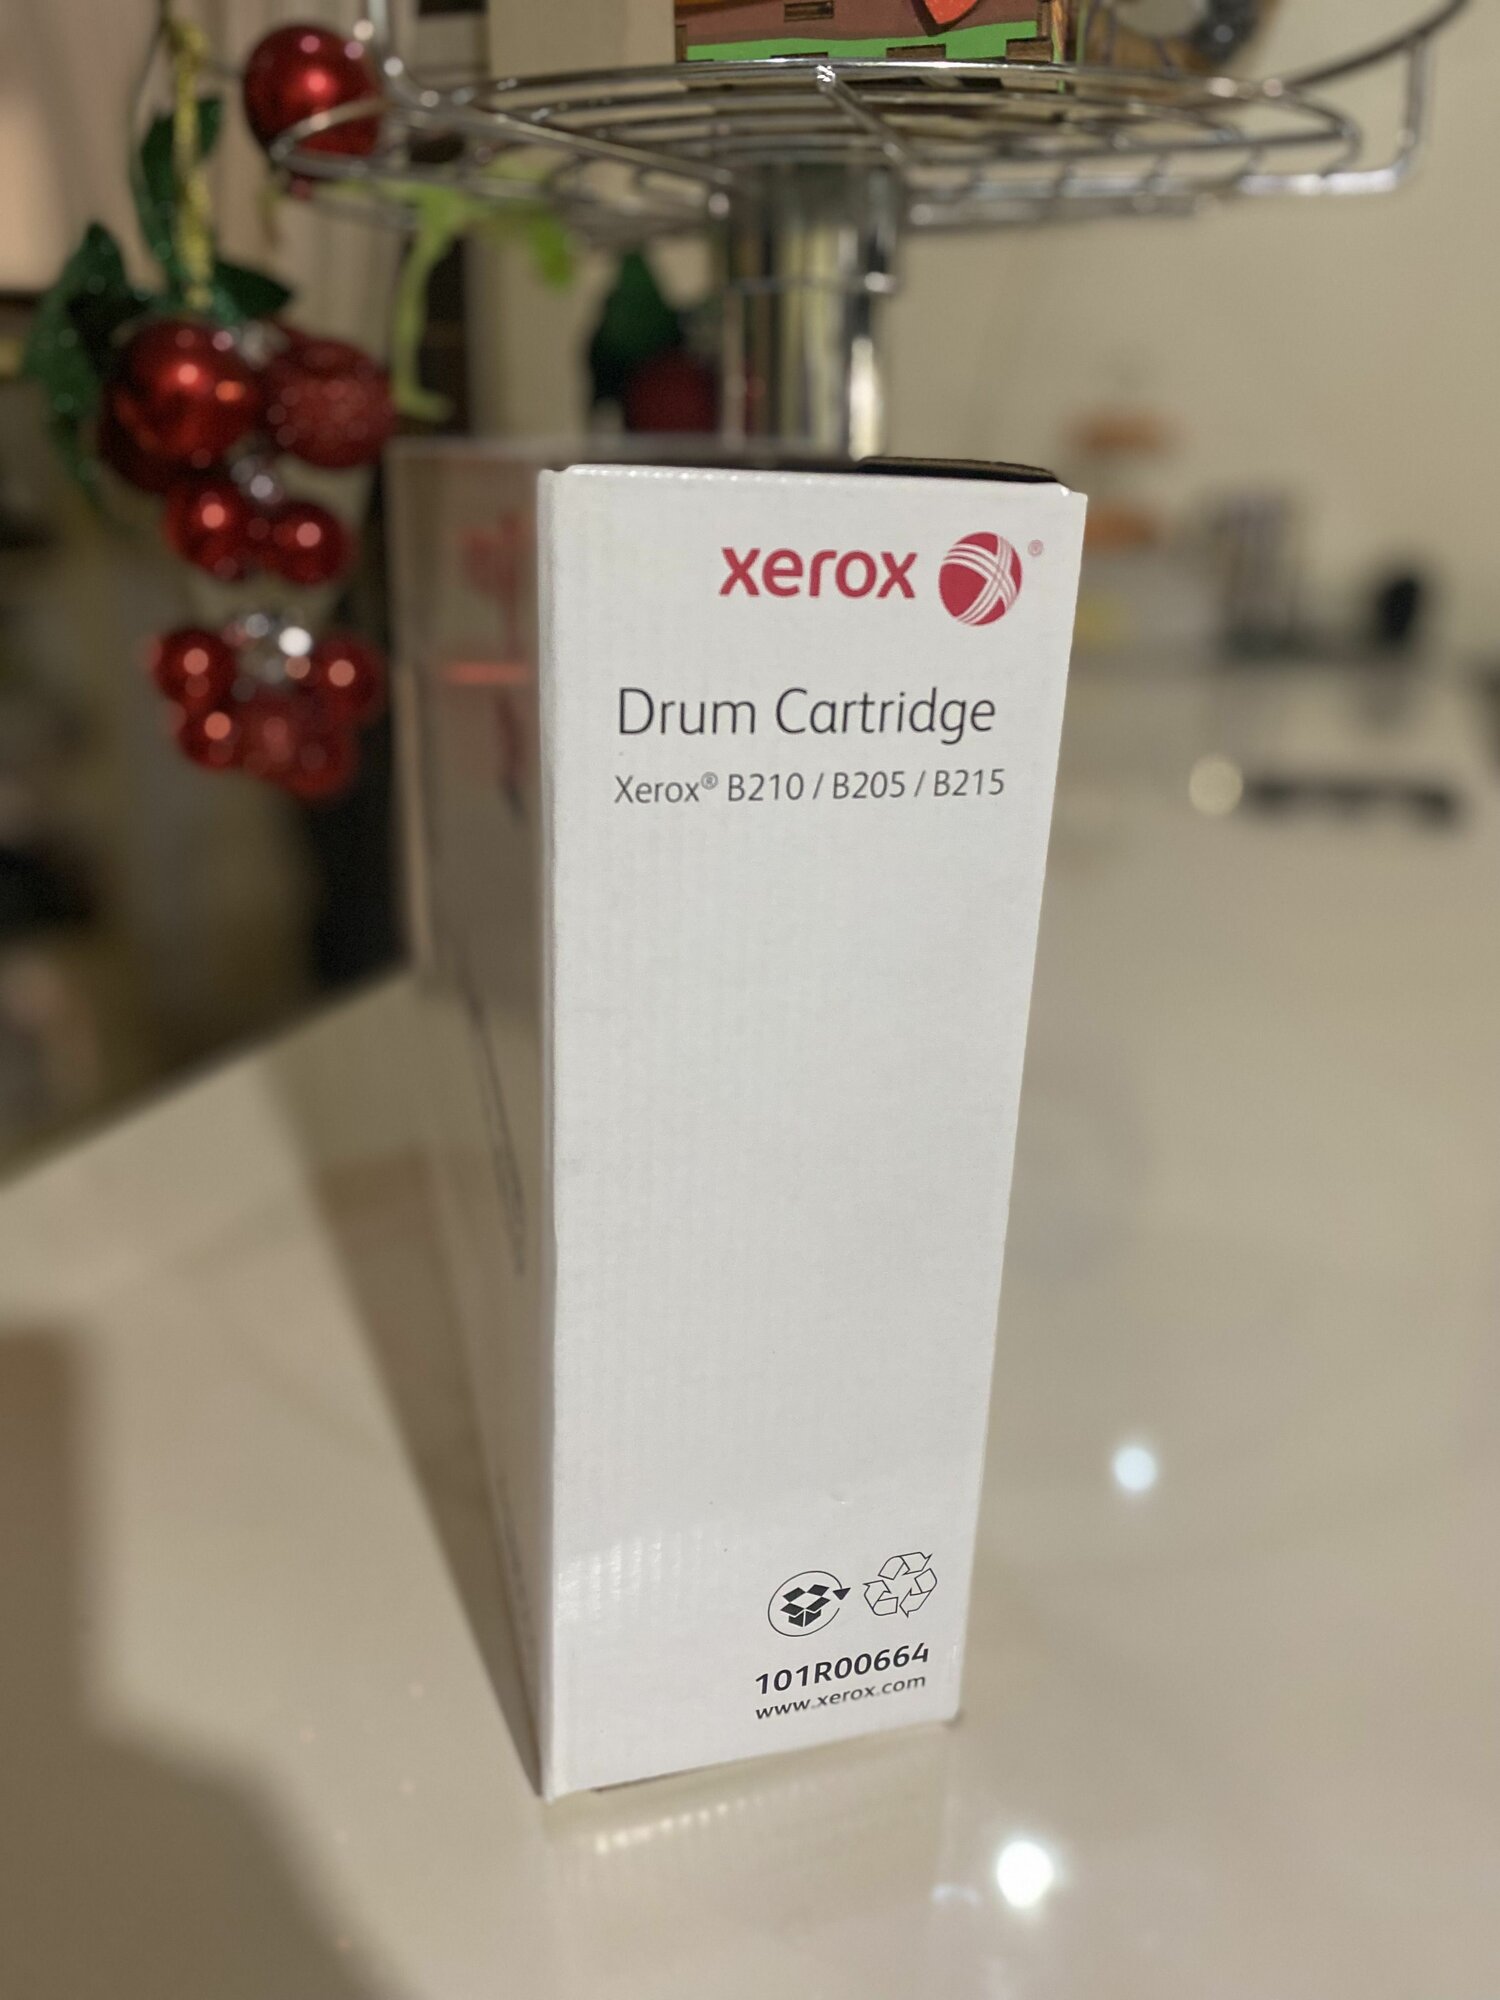 xerox ®
Drum Cartridge
Xerox® B210 / B205 / B215
101R00664
www.xerox.com